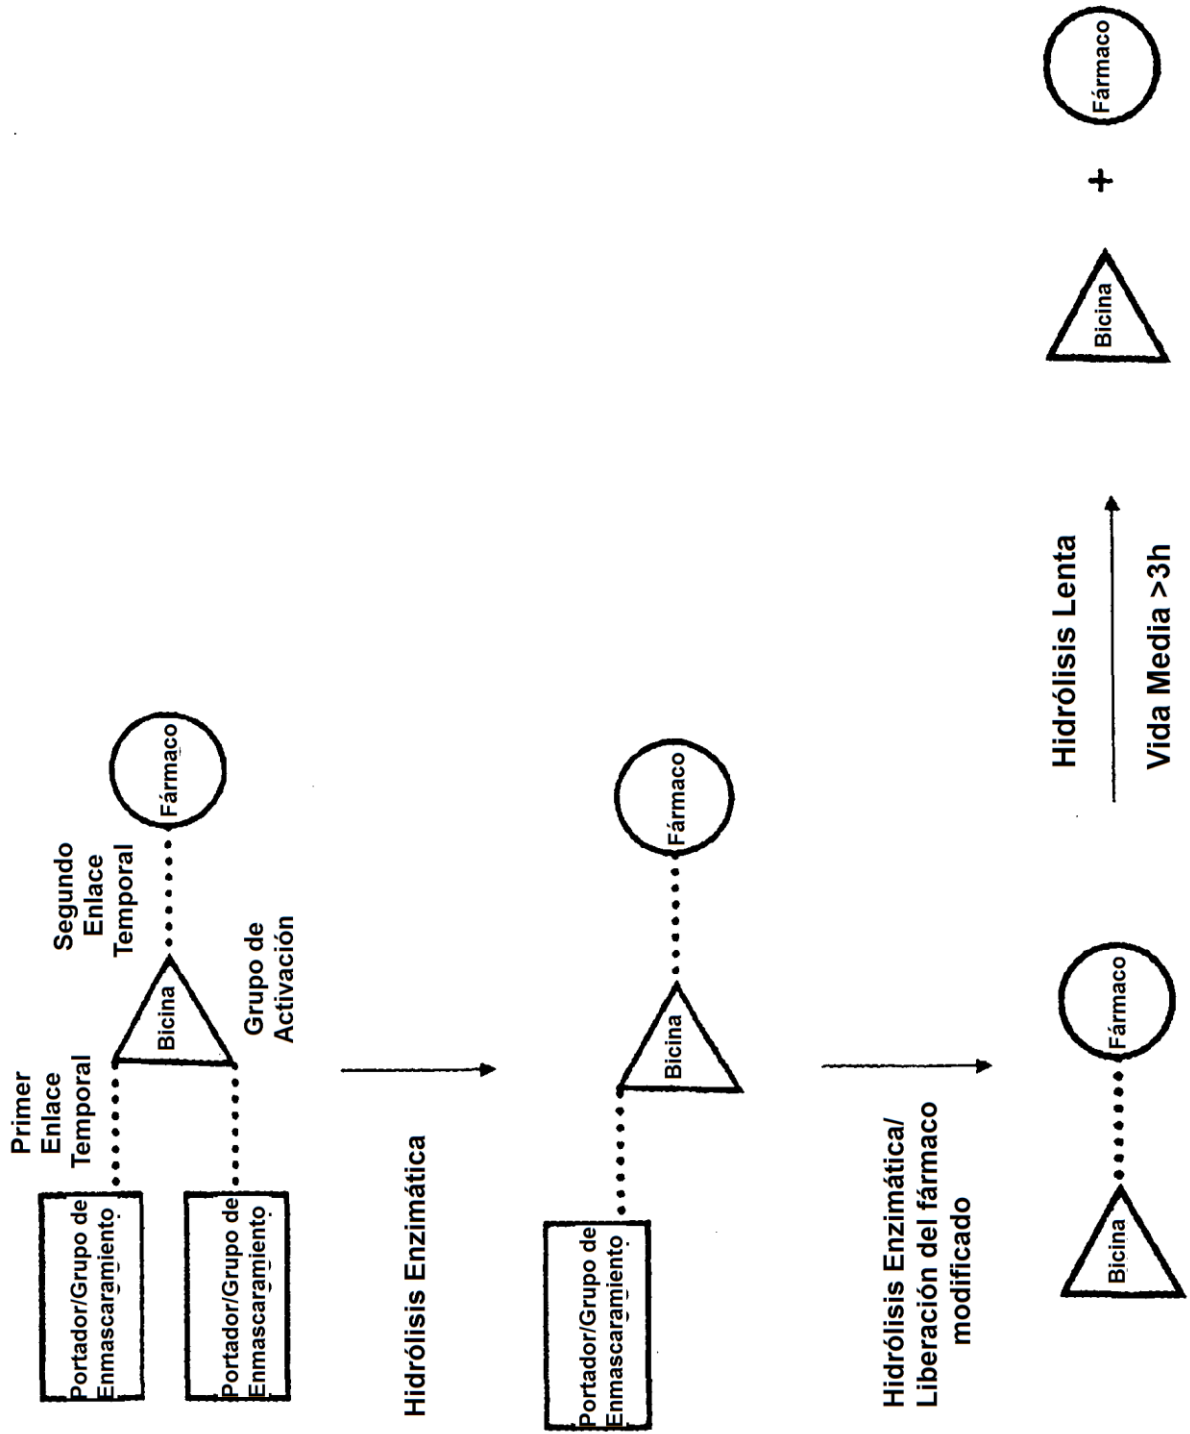 Primer
Enlace
Temporal
Segundo
Enlace
Temporal
Portador/Grupo de
Enmascaramiento
Portador/Grupo de
Enmascaramiento
Bicina
Fármaco
Grupo de
Activación
Hidrólisis Enzimática
Portador/Grupo de
Enmascaramiento
Bicina
Fármaco
Hidrólisis Enzimática/
Liberación del fármaco
modificado
Bicina
Fármaco
Hidrólisis Lenta
Vida Media >3h
Bicina
+
Fármaco